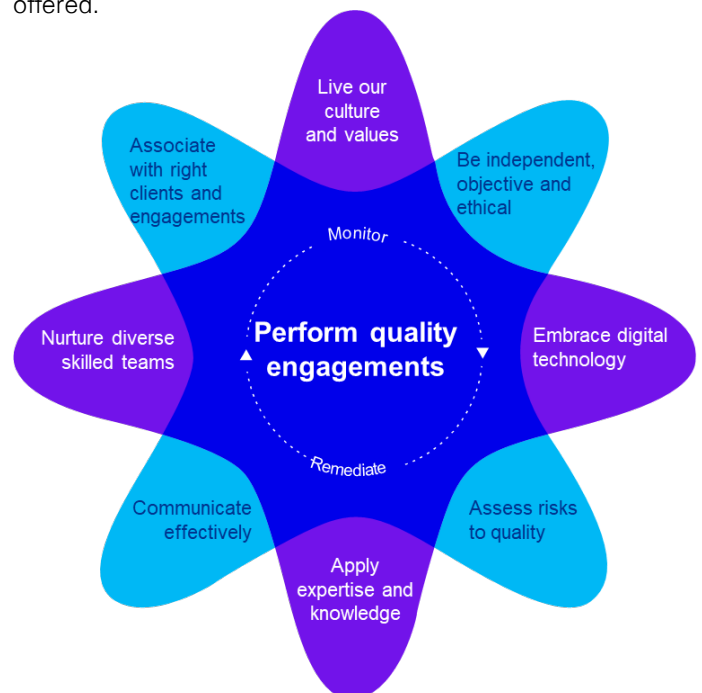 offered.
Live our
culture
and values
Associate
with right
clients and
engagements
Be independent,
objective and
ethical
Monitor
Nurture diverse
skilled teams
Perform quality
engagements
Embrace digital
technology
Remediate
Communicate
effectively
Assess risks
to quality
Apply
expertise and
knowledge